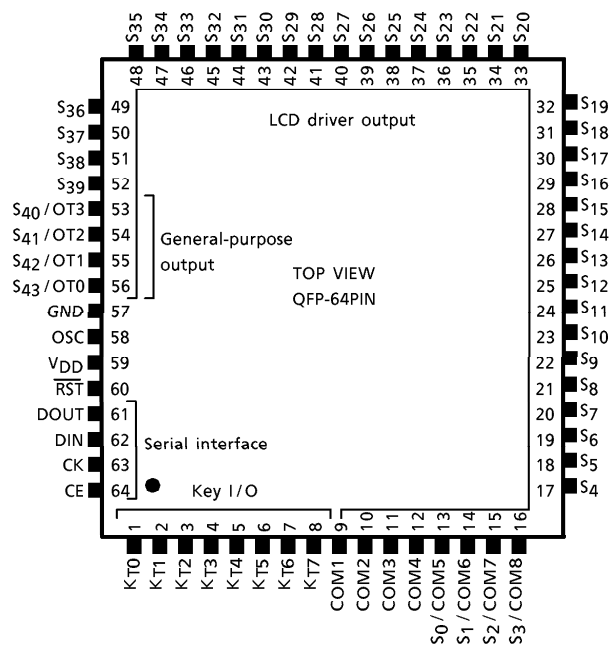 S35 S34 S33 S32 S31 S30 S29 S28 S27 S26 S25 S24 S23 S22 S21 S20
48 47 46 45 44 43 42 41 40 39 38 37 36 35 34 33
S36 49
S37 50
S38 51
S39 52
S40/OT3 53
S41/OT2 54
S42/OT1 55
S43/OT0 56
GND 57
OSC 58
VDD 59
R̅S̅T̅ 60
DOUT 61
DIN 62
CK 63
CE 64
LCD driver output
General-purpose
output
TOP VIEW
QFP-64PIN
Serial interface
Key I/O
32 S19
31 S18
30 S17
29 S16
28 S15
27 S14
26 S13
25 S12
24 S11
23 S10
22 S9
21 S8
20 S7
19 S6
18 S5
17 S4
1 2 3 4 5 6 7 8 9 10 11 12 13 14 15 16
KT0 KT1 KT2 KT3 KT4 KT5 KT6 KT7 COM1 COM2 COM3 COM4 S0/COM5 S1/COM6 S2/COM7 S3/COM8